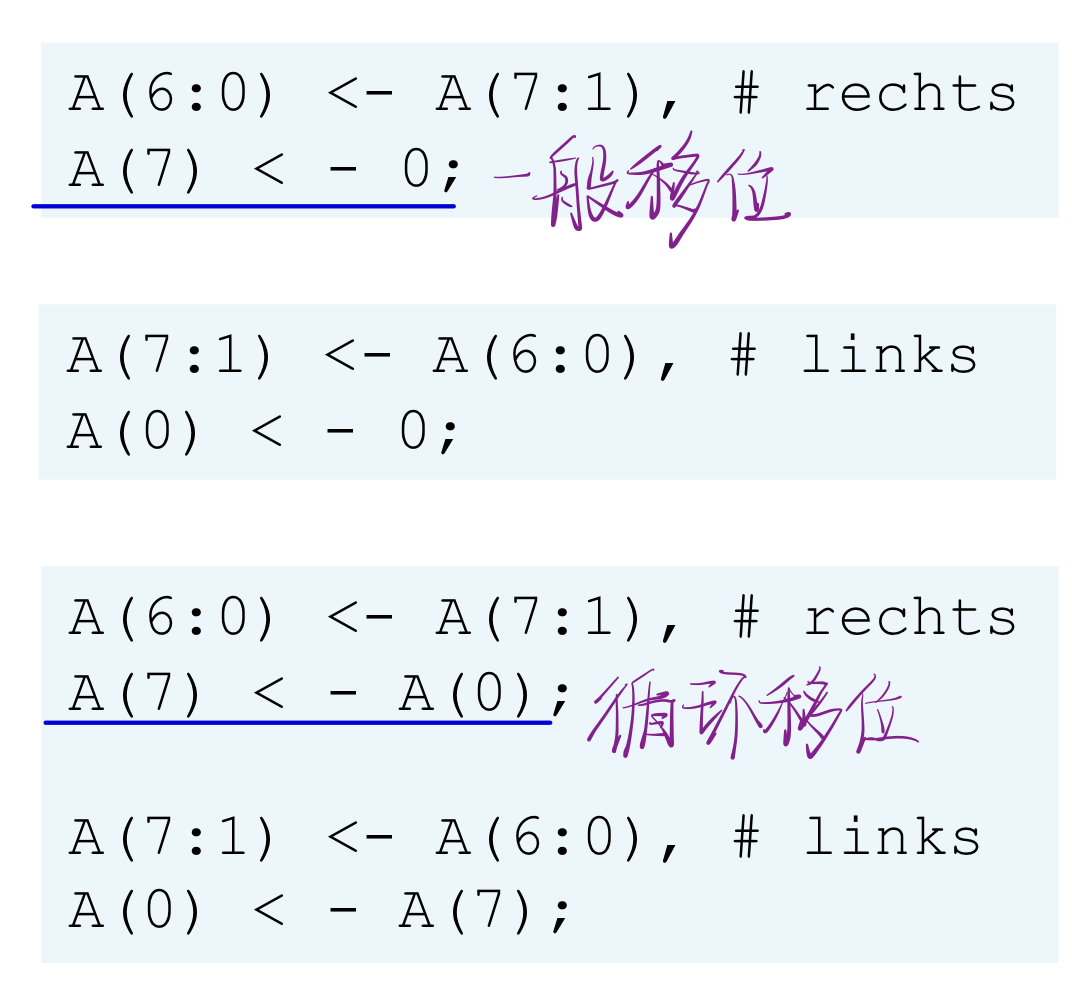 A(6:0) <- A(7:1), # rechts
A(7) < - 0; 一般移位
A(7:1) <- A(6:0), # links
A(0) < - 0;
A(6:0) <- A(7:1), # rechts
A(7) < - A(0); 循环移位
A(7:1) <- A(6:0), # links
A(0) < - A(7);